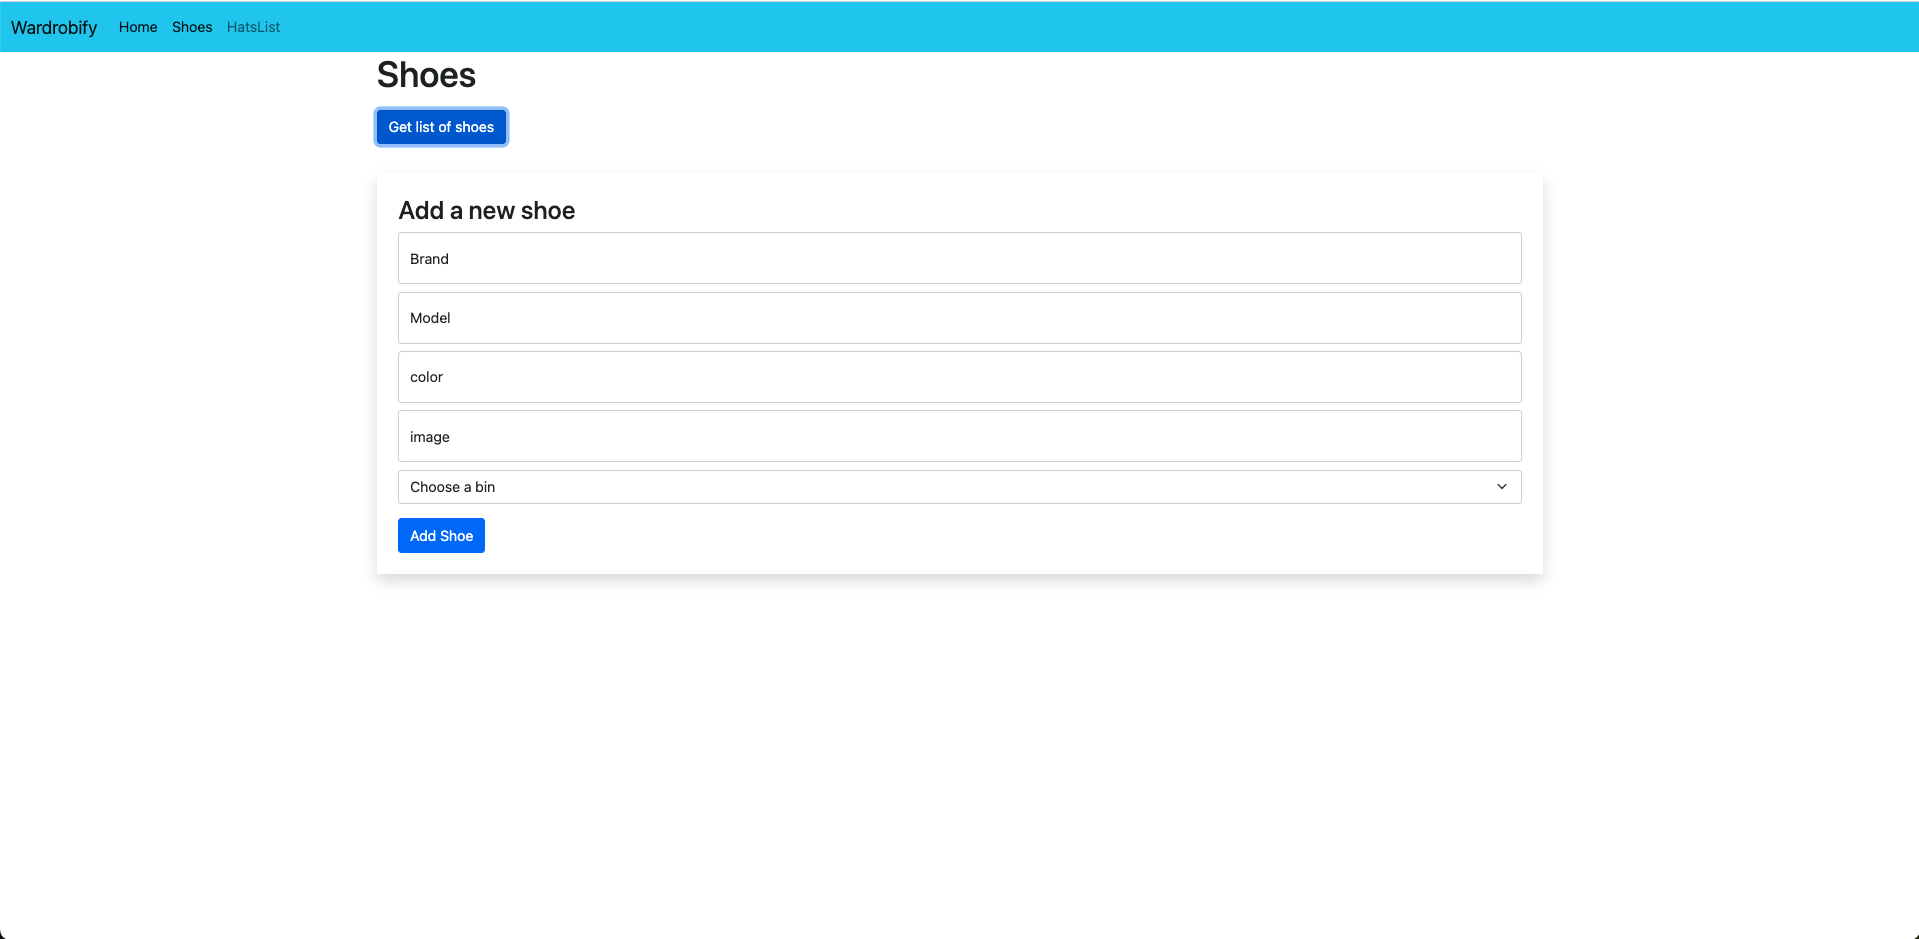 Wardrobify Home Shoes HatsList
Shoes
Get list of shoes
Add a new shoe
Brand
Model
color
image
Choose a bin
Add Shoe